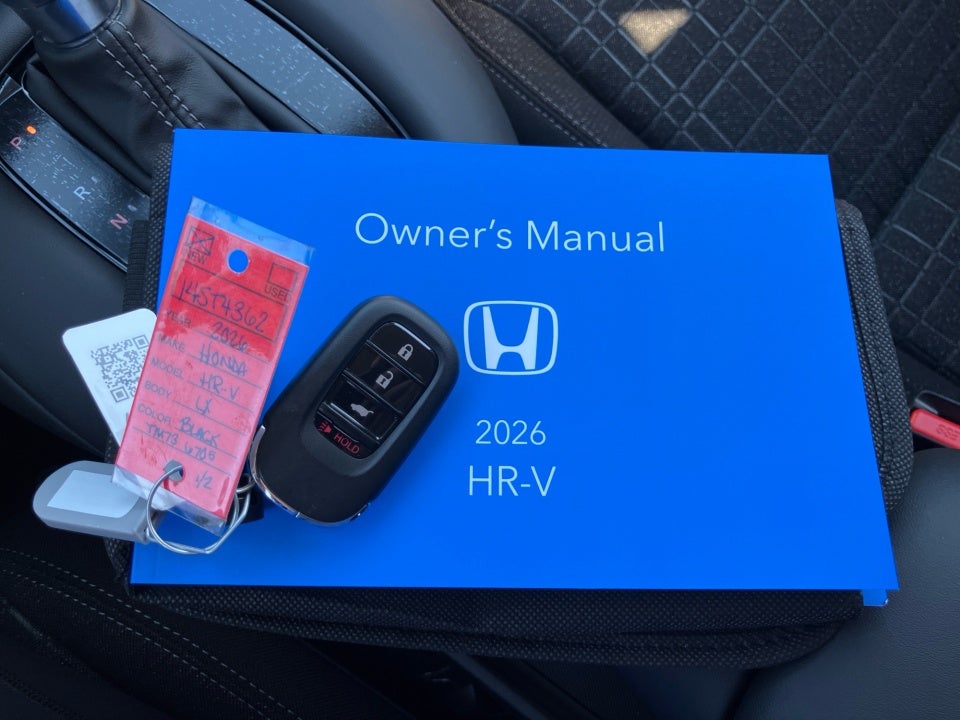 P
R
N
Owner's Manual
2026
HR-V
NEW
USED
14ST4362
YEAR 2026
MAKE HONDA
MODEL HR-V
BODY LX
COLOR BLACK
1/2
HOLD